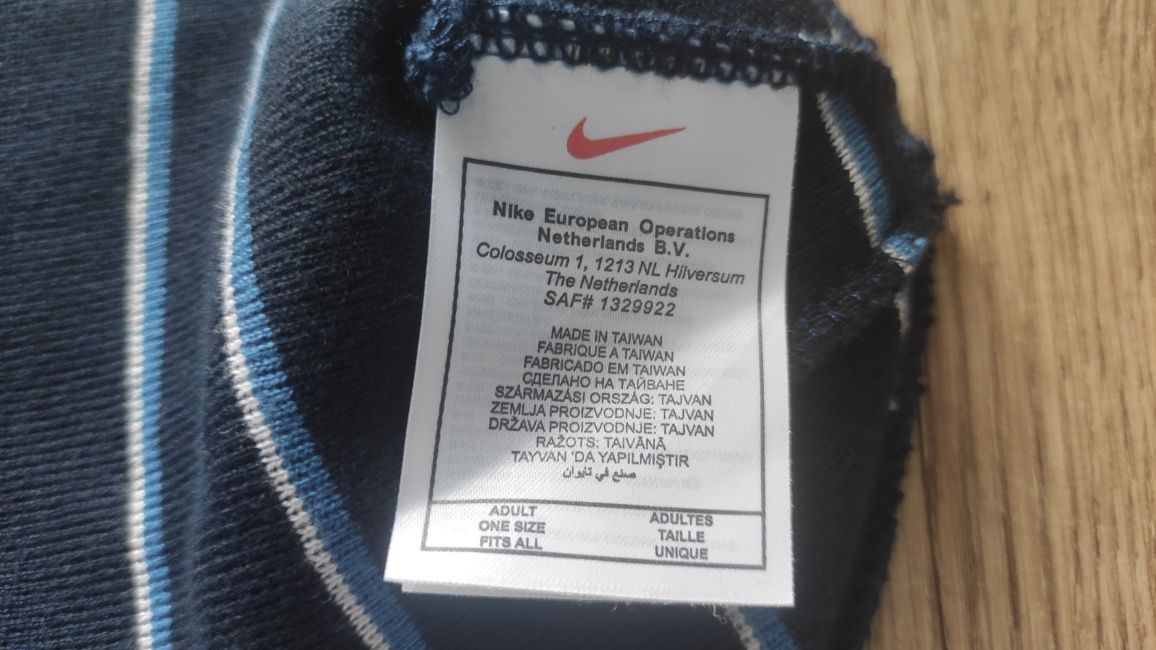 Nike European Operations
Netherlands B.V.
Colosseum 1, 1213 NL Hilversum
The Netherlands
SAF# 1329922
MADE IN TAIWAN
FABRIQUE A TAIWAN
FABRICADO EM TAIWAN
СДЕЛАНО НА ТАЙВАНЕ
SZÁRMAZÁSI ORSZÁG: TAJVAN
ZEMLJA PROIZVODNJE: TAJVAN
DRŽAVA PROIZVODNJE: TAJVAN
RAŽOTS: TAIVĀNĀ
TAYVAN 'DA YAPILMIŞTIR
صنع في تايوان
ADULT
ONE SIZE
FITS ALL
ADULTES
TAILLE
UNIQUE